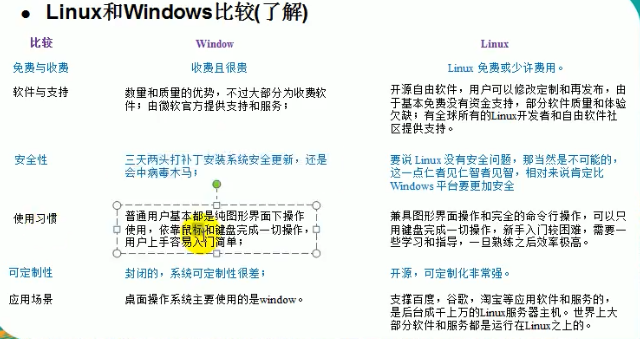 • Linux和Windows比较(了解)
比较 Window Linux
免费与收费 收费且很贵 Linux 免费或少许费用。
软件与支持
数量和质量的优势，不过大部分为收费软
件；由微软官方提供支持和服务；
开源自由软件，用户可以修改定制和再发布，由
于基本免费没有资金支持，部分软件质量和体验
欠缺；有全球所有的Linux开发者和自由软件社
区提供支持。
安全性
三天两头打补丁安装系统安全更新，还是
会中病毒木马；
要说 Linux 没有安全问题，那当然是不可能的，
这一点仁者见仁智者见智，相对来说肯定比
Windows 平台要更加安全
使用习惯
普通用户基本都是纯图形界面下操作
使用，依靠鼠标和键盘完成一切操作，
用户上手容易入门简单；
兼具图形界面操作和完全的命令行操作，可以只
用键盘完成一切操作，新手入门较困难，需要一
些学习和指导，一旦熟练之后效率极高。
可定制性 封闭的，系统可定制性很差； 开源，可定制化非常强。
应用场景 桌面操作系统主要使用的是window。
支撑百度，谷歌，淘宝等应用软件和服务的，
是后台成千上万的Linux服务器主机。世界上大
部分软件和服务都是运行在Linux之上的。